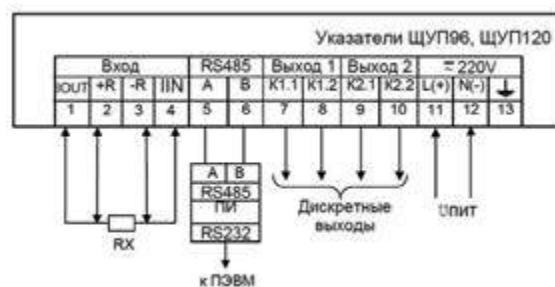 Указатели ЩУП96, ЩУП120
Вход RS485 Выход 1 Выход 2 ≂ 220V
IOUT +R -R IIN A B K1.1 K1.2 K2.1 K2.2 L(+) N(-)
1 2 3 4 5 6 7 8 9 10 11 12 13
A B
RS485
ПИ
RS232
RX
Дискретные
выходы
Uпит
к ПЭВМ